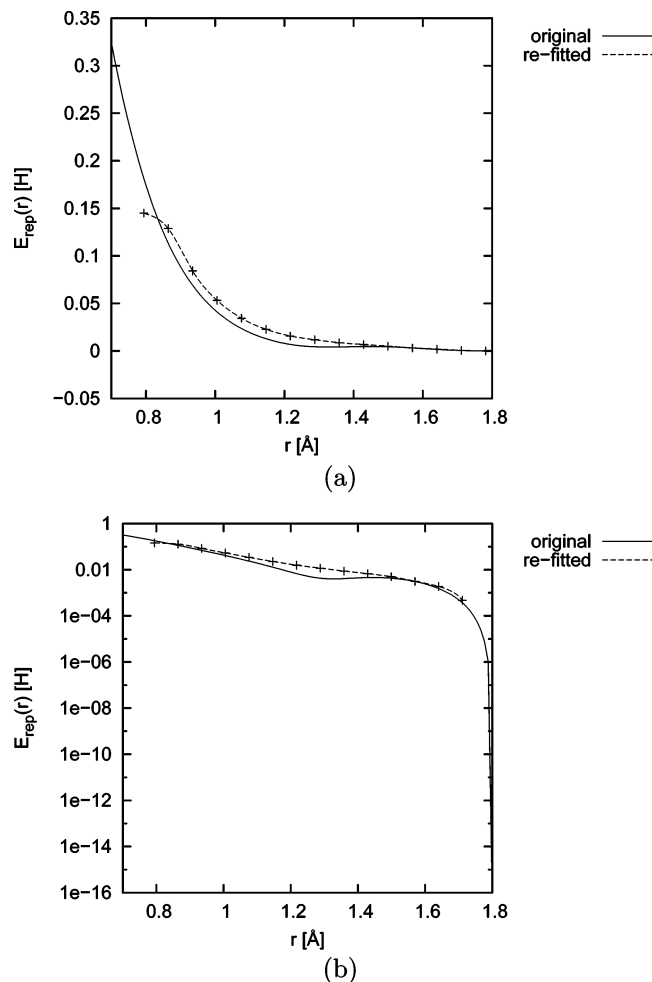 0.35
0.3
0.25
0.2
0.15
0.1
0.05
0
−0.05
E_rep(r) [H]
0.8 1 1.2 1.4 1.6 1.8
r [Å]
original
re−fitted
(a)
1
0.01
1e−04
1e−06
1e−08
1e−10
1e−12
1e−14
1e−16
E_rep(r) [H]
0.8 1 1.2 1.4 1.6 1.8
r [Å]
original
re−fitted
(b)